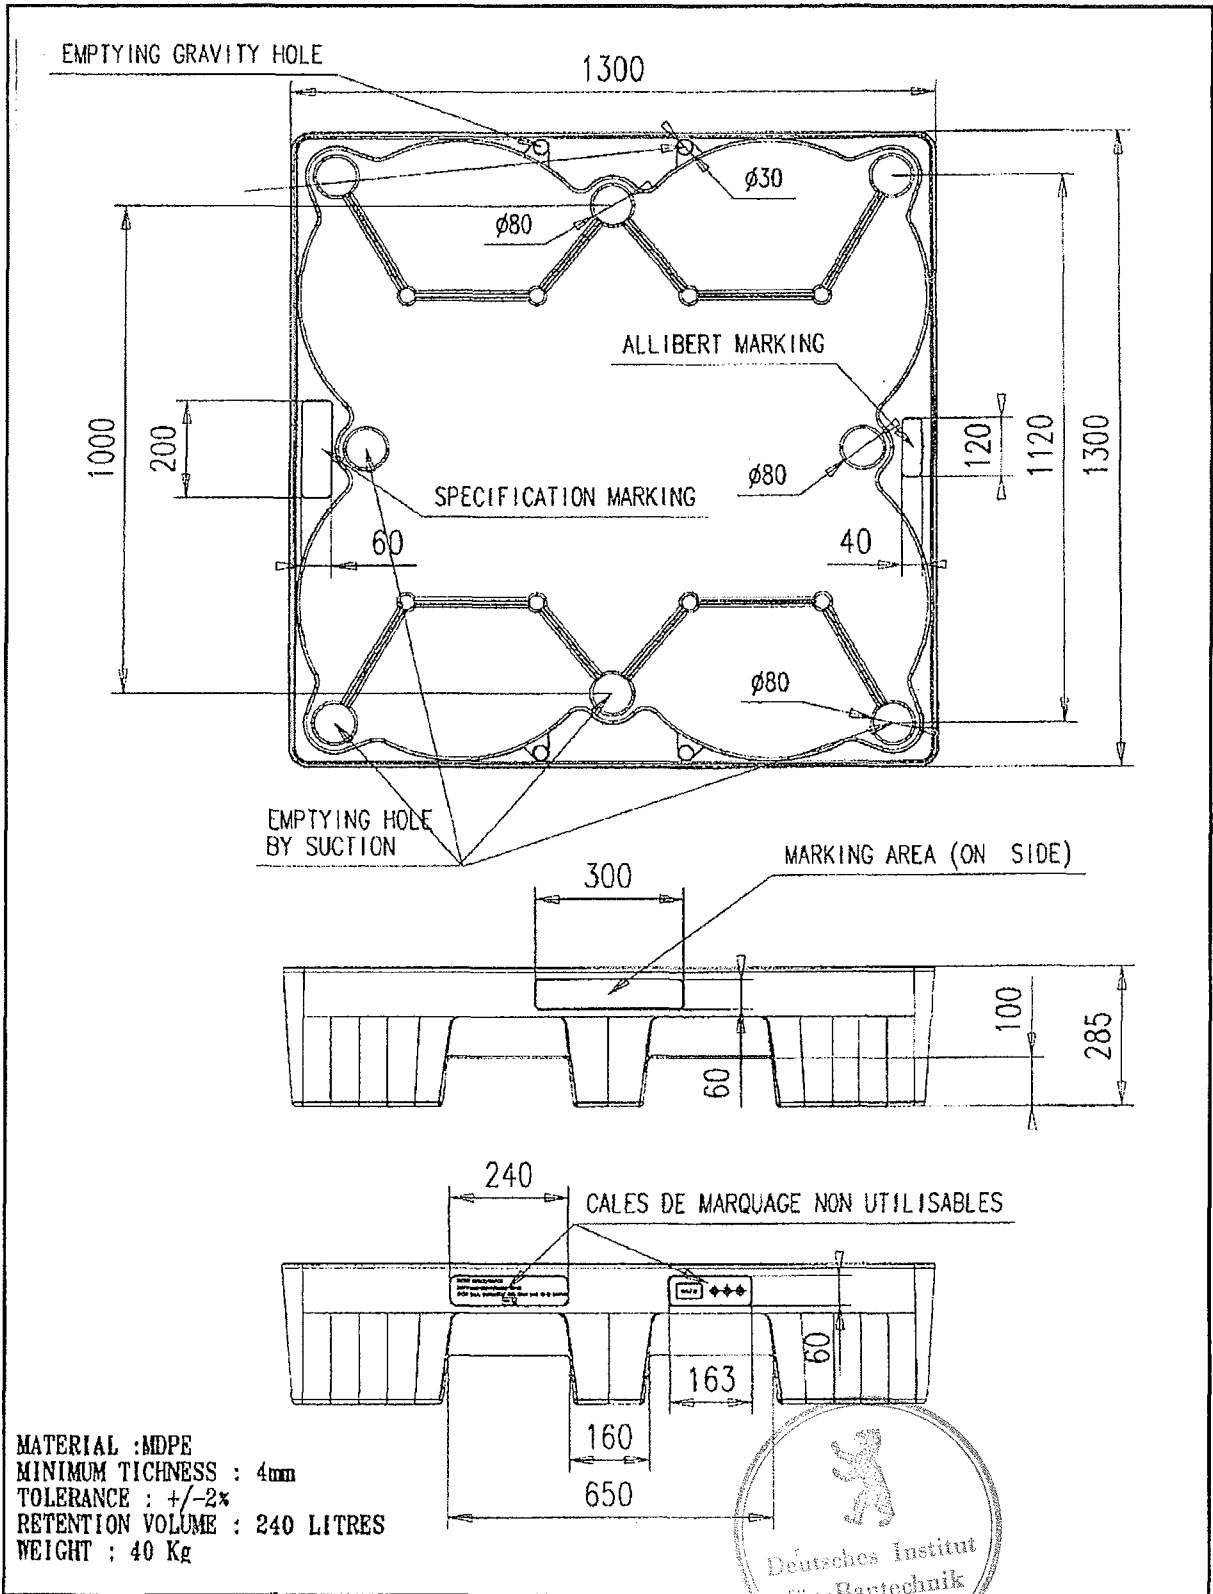 EMPTYING GRAVITY HOLE
1300
ø30
ø80
ALLIBERT MARKING
1000
200
120
1120
1300
ø80
SPECIFICATION MARKING
60
40
ø80
EMPTYING HOLE
BY SUCTION
MARKING AREA (ON SIDE)
300
100
285
60
240
CALES DE MARQUAGE NON UTILISABLES
60
163
160
650
MATERIAL :MDPE
MINIMUM TICHNESS : 4mm
TOLERANCE : +/-2%
RETENTION VOLUME : 240 LITRES
WEIGHT : 40 Kg
Deutsches Institut
für Bautechnik